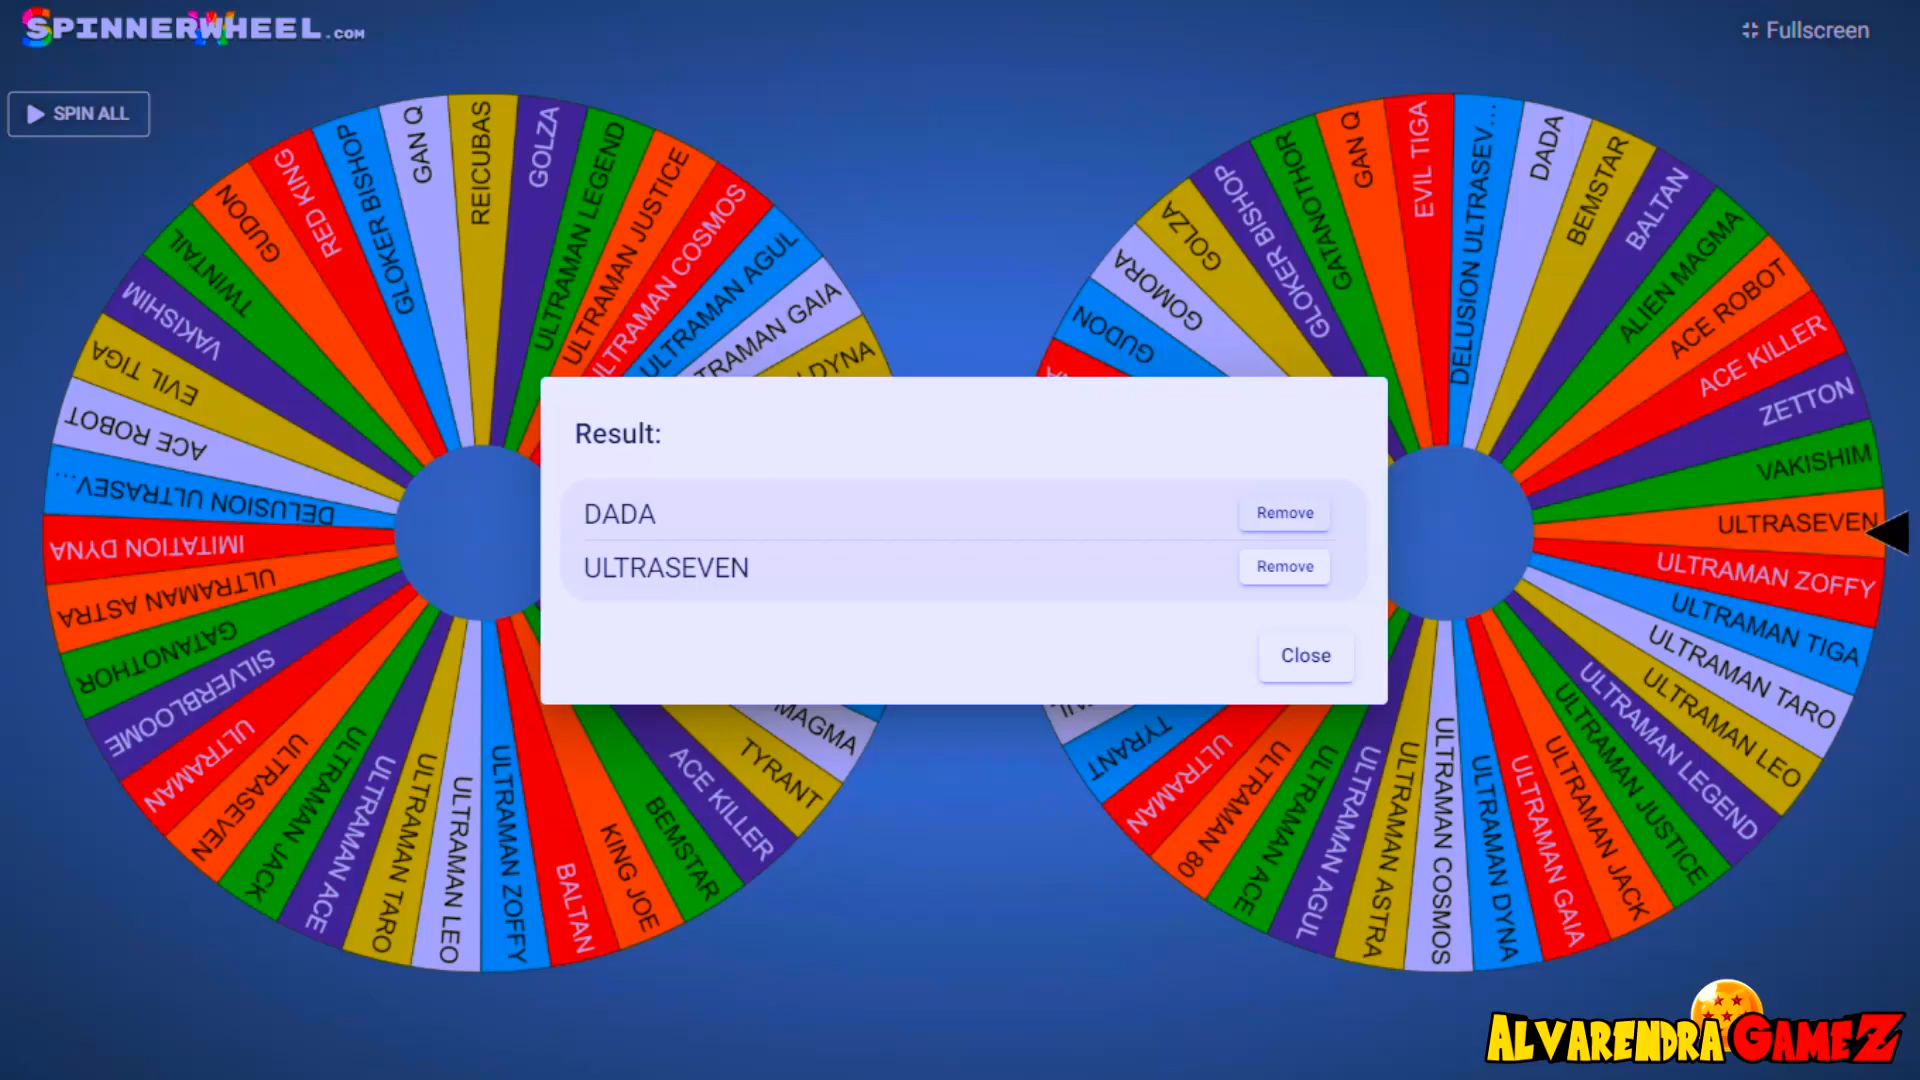 SPINNERWHEEL.COM
Fullscreen
SPIN ALL
GAN Q
REICUBAS
GOLZA
ULTRAMAN LEGEND
ULTRAMAN JUSTICE
ULTRAMAN COSMOS
ULTRAMAN AGUL
TRAMAN GAIA
DYNA
MAGMA
TYRANT
ACE KILLER
BEMSTAR
KING JOE
BALTAN
ULTRAMAN ZOFFY
ULTRAMAN LEO
ULTRAMAN TARO
ULTRAMAN ACE
ULTRAMAN JACK
ULTRASEVEN
ULTRAMAN
SILVERBLOOME
GATANOTHOR
ULTRAMAN ASTRA
IMITATION DYNA
DELUSION ULTRASEV...
ACE ROBOT
EVIL TIGA
VAKISHIM
TWINTAIL
GUDON
RED KING
GLOKER BISHOP
Result:
DADA
Remove
ULTRASEVEN
Remove
Close
EVIL TIGA
DELUSION ULTRASEV...
DADA
BEMSTAR
BALTAN
ALIEN MAGMA
ACE ROBOT
ACE KILLER
ZETTON
VAKISHIM
ULTRASEVEN
ULTRAMAN ZOFFY
ULTRAMAN TIGA
ULTRAMAN TARO
ULTRAMAN LEO
ULTRAMAN LEGEND
ULTRAMAN JUSTICE
ULTRAMAN JACK
ULTRAMAN GAIA
ULTRAMAN DYNA
ULTRAMAN COSMOS
ULTRAMAN ASTRA
ULTRAMAN AGUL
ULTRAMAN ACE
ULTRAMAN 80
ULTRAMAN
TYRANT
GUDON
GOMORA
GOLZA
GLOKER BISHOP
GATANOTHOR
GAN Q
ALVARENDRA GAMEZ